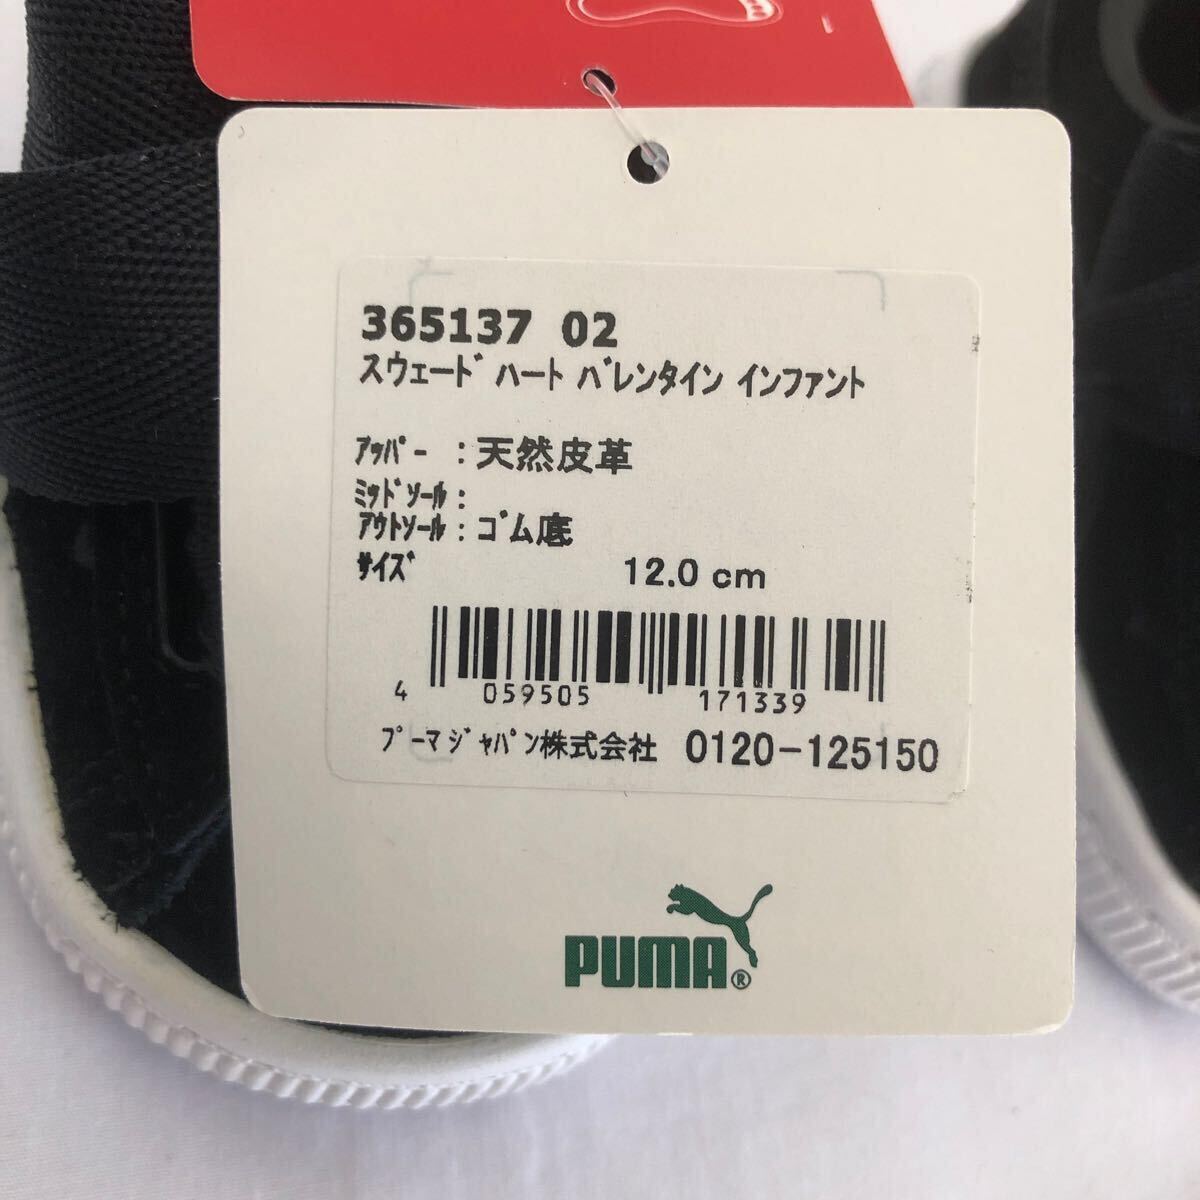 365137 02
スウェード ハート バレンタイン インファント
アッパー : 天然皮革
ミッドソール :
アウトソール : ゴム底
サイズ 12.0 cm
4 059505 171339
プーマジャパン株式会社 0120-125150
PUMA®